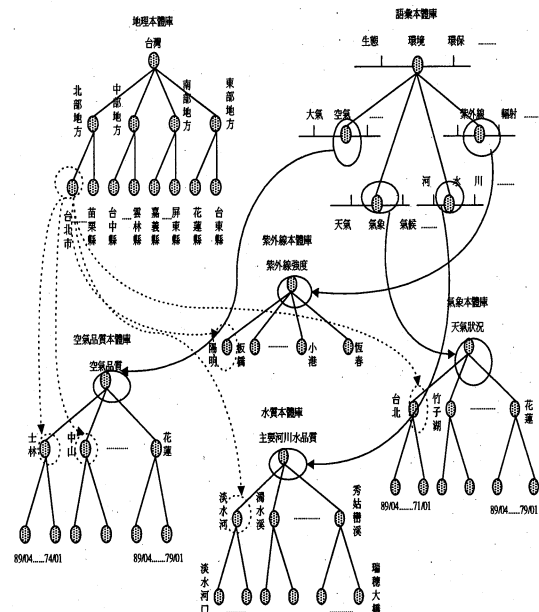 地理本體庫
台灣
北部地方
中部地方
南部地方
東部地方
台北市
苗栗縣
台中縣
雲林縣
嘉義縣
屏東縣
花蓮縣
台東縣
語彙本體庫
生態 環境 環保 ........
大氣 空氣 ......
紫外線 輻射 ......
天氣 氣象 氣候........
河 水 川 ........
紫外線本體庫
紫外線強度
陽明
板橋
小港
恆春
氣象本體庫
天氣狀況
台北
竹子湖
花蓮
89/04......71/01
89/04......79/01
空氣品質本體庫
空氣品質
士林
中山
花蓮
89/04......74/01
89/04......79/01
水質本體庫
主要河川水品質
淡水河
濁水溪
秀姑巒溪
淡水河口
瑞穗大橋